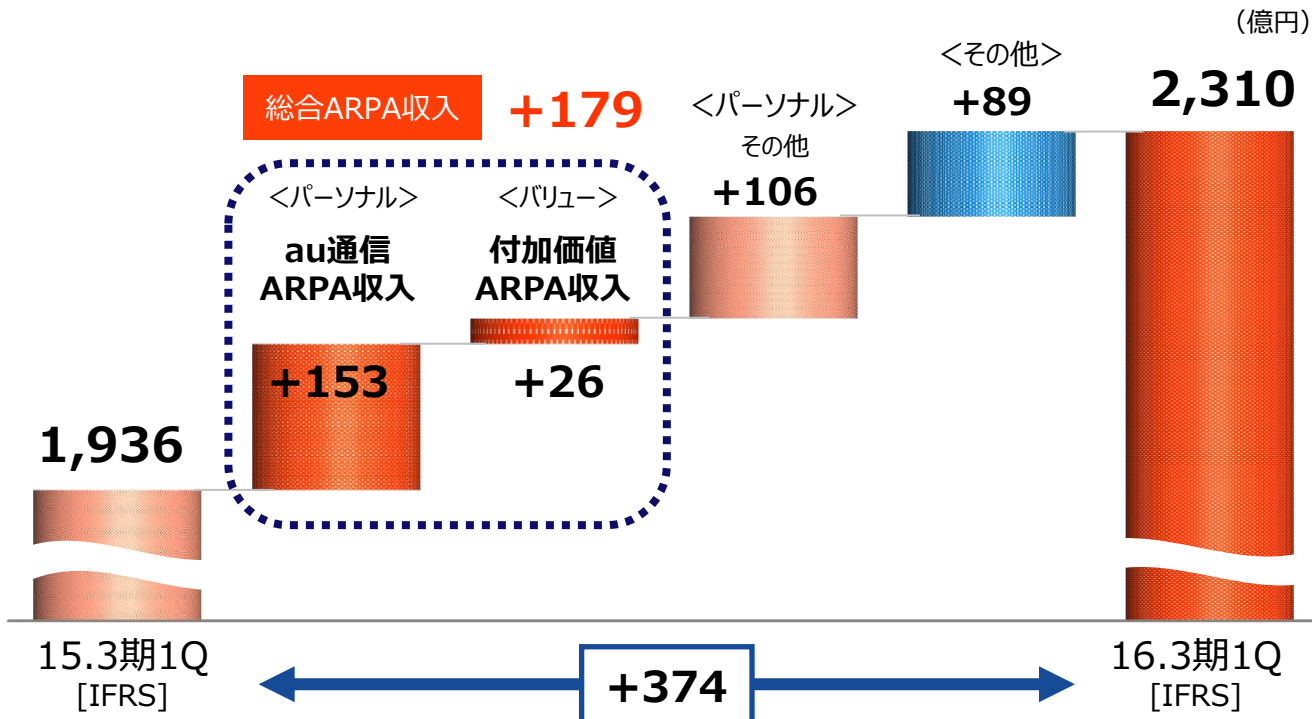 （億円）
総合ARPA収入
+179
＜パーソナル＞
au通信
ARPA収入
+153
＜バリュー＞
付加価値
ARPA収入
+26
＜パーソナル＞
その他
+106
＜その他＞
+89
2,310
1,936
15.3期1Q
[IFRS]
+374
16.3期1Q
[IFRS]